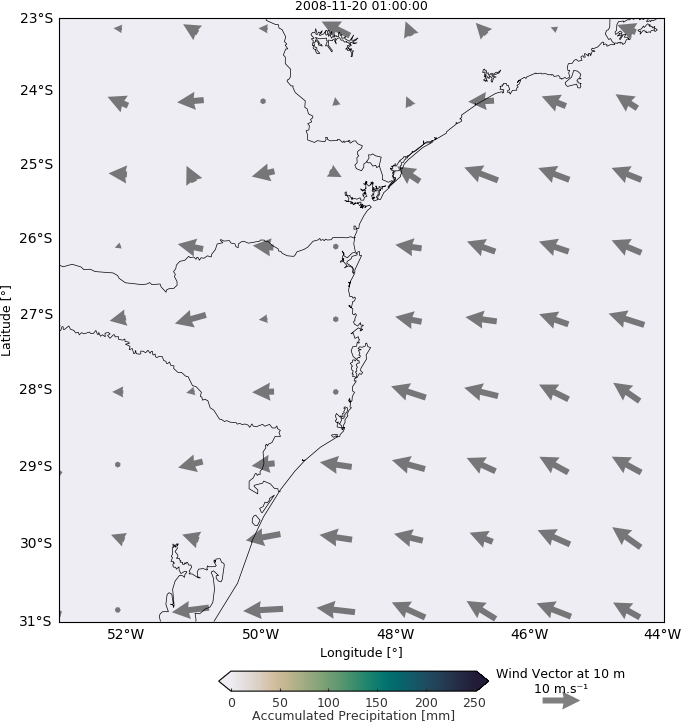 2008-11-20 01:00:00
23°S
24°S
25°S
26°S
27°S
28°S
29°S
30°S
31°S
Latitude [°]
52°W 50°W 48°W 46°W 44°W
Longitude [°]
0 50 100 150 200 250
Accumulated Precipitation [mm]
Wind Vector at 10 m
10 m.s⁻¹